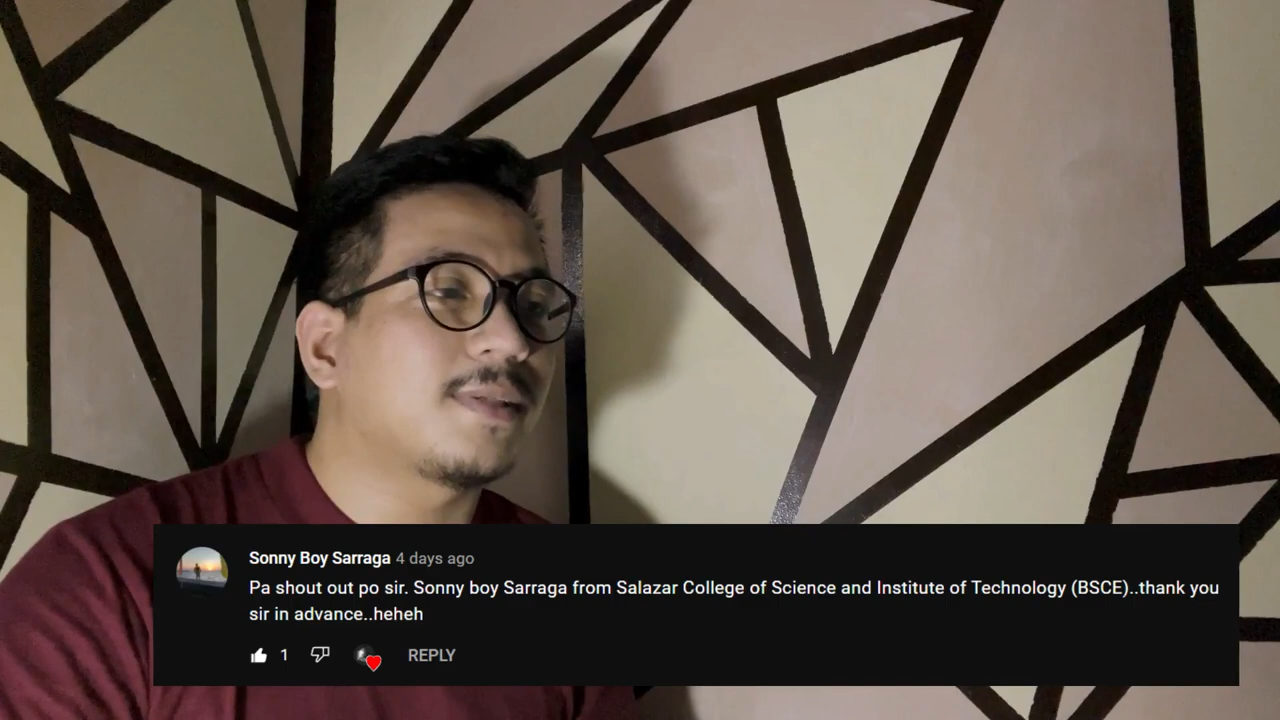 Sonny Boy Sarraga 4 days ago
Pa shout out po sir. Sonny boy Sarraga from Salazar College of Science and Institute of Technology (BSCE)..thank you
sir in advance..heheh
1 REPLY